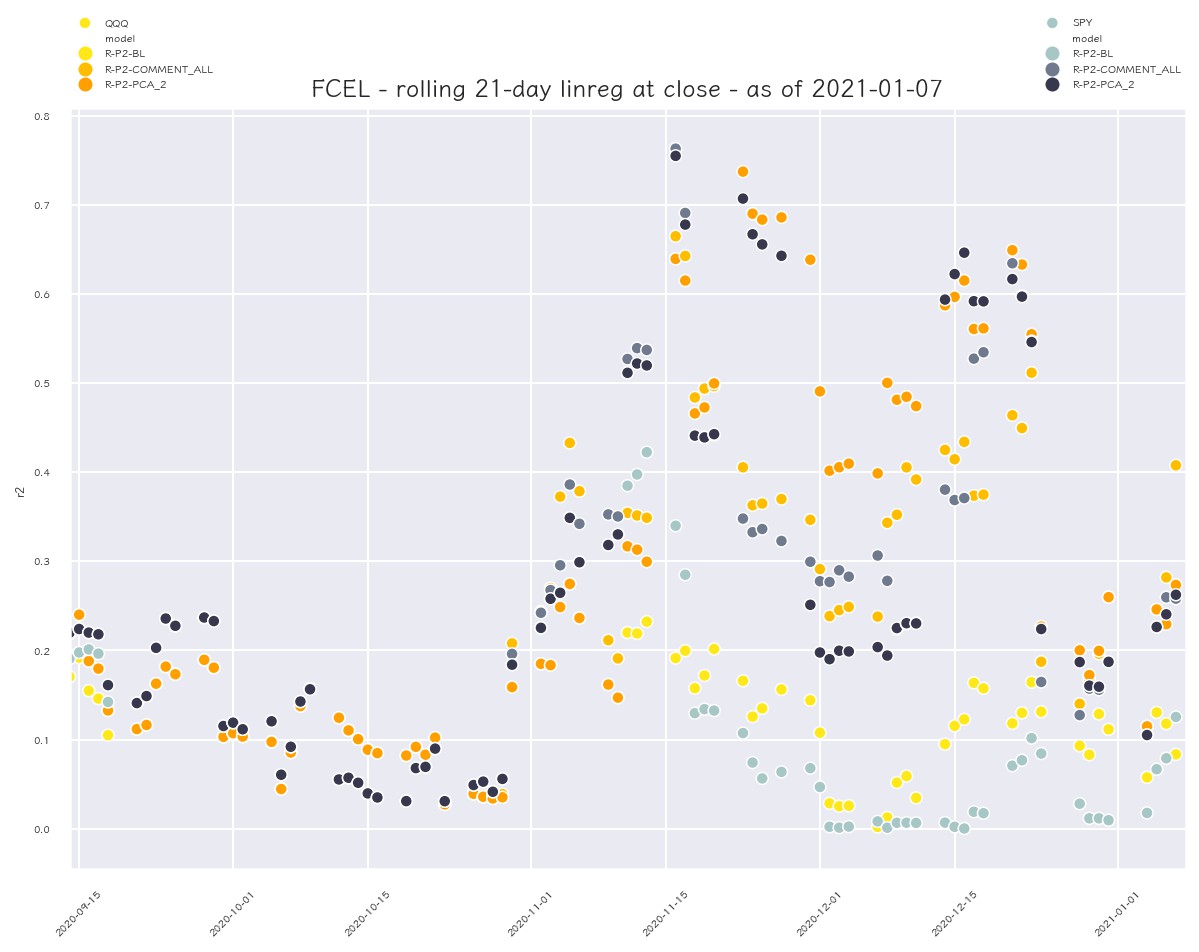 QQQ
model
R-P2-BL
R-P2-COMMENT_ALL
R-P2-PCA_2
SPY
model
R-P2-BL
R-P2-COMMENT_ALL
R-P2-PCA_2
FCEL - rolling 21-day linreg at close - as of 2021-01-07
0.8
0.7
0.6
0.5
0.4
0.3
0.2
0.1
0.0
r2
2020-09-15
2020-10-01
2020-10-15
2020-11-01
2020-11-15
2020-12-01
2020-12-15
2021-01-01